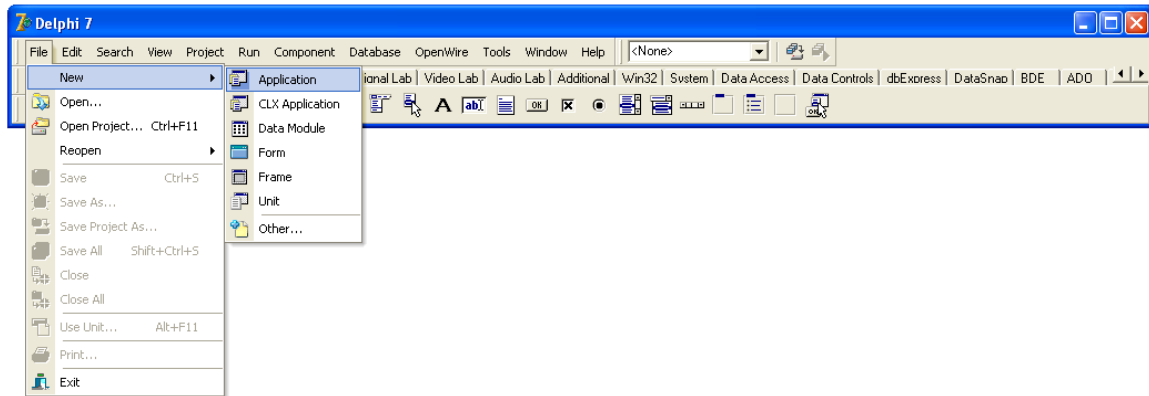 Delphi 7
File Edit Search View Project Run Component Database OpenWire Tools Window Help <None>
New Application ional Lab Video Lab Audio Lab Additional Win32 System Data Access Data Controls dbExpress DataSnap BDE ADO
Open... CLX Application
Open Project... Ctrl+F11 Data Module
Reopen Form
Save Ctrl+S Frame
Save As... Unit
Save Project As... Other...
Save All Shift+Ctrl+S
Close
Close All
Use Unit... Alt+F11
Print...
Exit